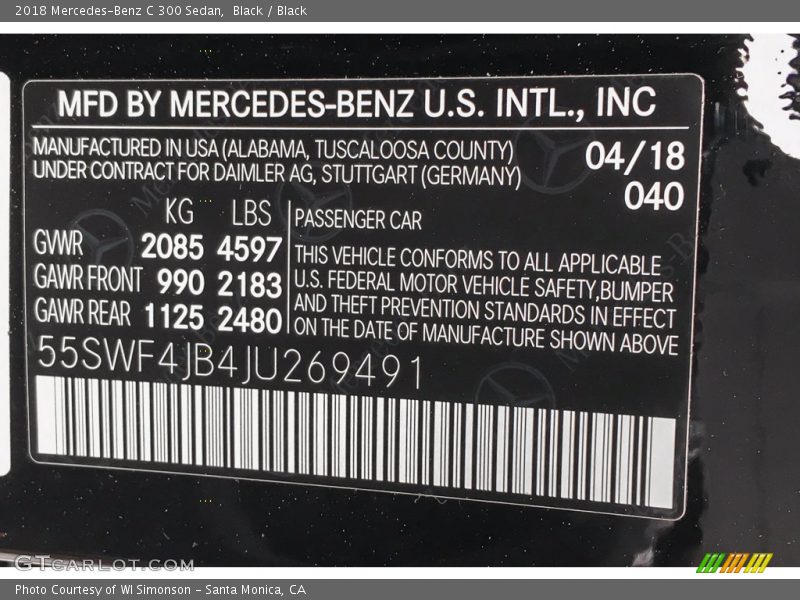 2018 Mercedes-Benz C 300 Sedan, Black / Black
MFD BY MERCEDES-BENZ U.S. INTL., INC
MANUFACTURED IN USA (ALABAMA, TUSCALOOSA COUNTY)
UNDER CONTRACT FOR DAIMLER AG, STUTTGART (GERMANY)
04/18
040
KG LBS
GWR 2085 4597
GAWR FRONT 990 2183
GAWR REAR 1125 2480
PASSENGER CAR
THIS VEHICLE CONFORMS TO ALL APPLICABLE
U.S. FEDERAL MOTOR VEHICLE SAFETY,BUMPER
AND THEFT PREVENTION STANDARDS IN EFFECT
ON THE DATE OF MANUFACTURE SHOWN ABOVE
55SWF4JB4JU269491
GTcarlot.com
Photo Courtesy of WI Simonson - Santa Monica, CA